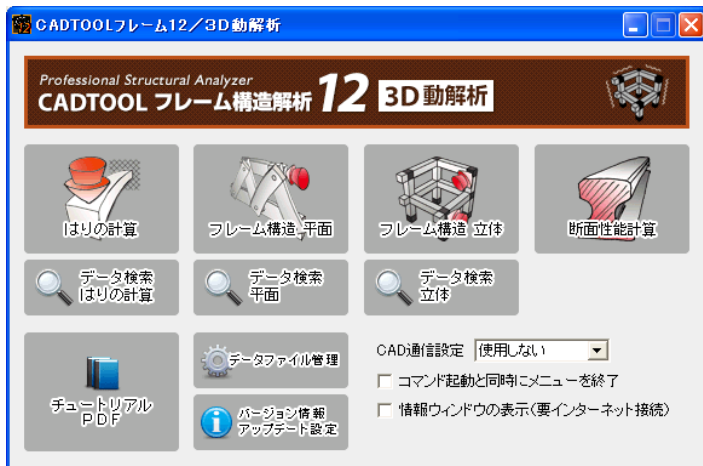 CADTOOLフレーム12／3D動解析
Professional Structural Analyzer
CADTOOL フレーム構造解析 12 3D動解析
はりの計算
フレーム構造 平面
フレーム構造 立体
断面性能計算
データ検索
はりの計算
データ検索
平面
データ検索
立体
チュートリアル
PDF
データファイル管理
バージョン情報
アップデート設定
CAD通信設定 使用しない
コマンド起動と同時にメニューを終了
情報ウィンドウの表示(要インターネット接続)